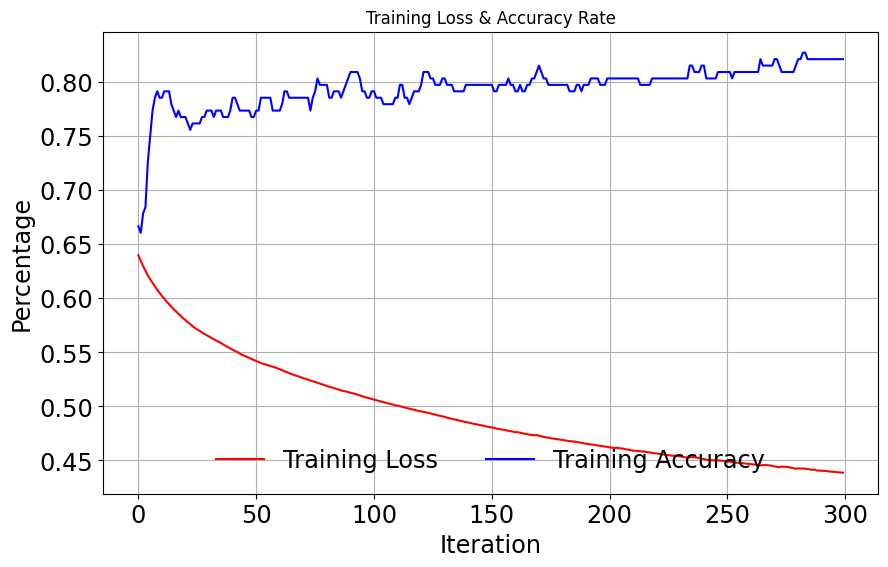 Training Loss & Accuracy Rate
0.80
0.75
0.70
0.65
0.60
0.55
0.50
0.45
Percentage
Training Loss Training Accuracy
0 50 100 150 200 250 300
Iteration